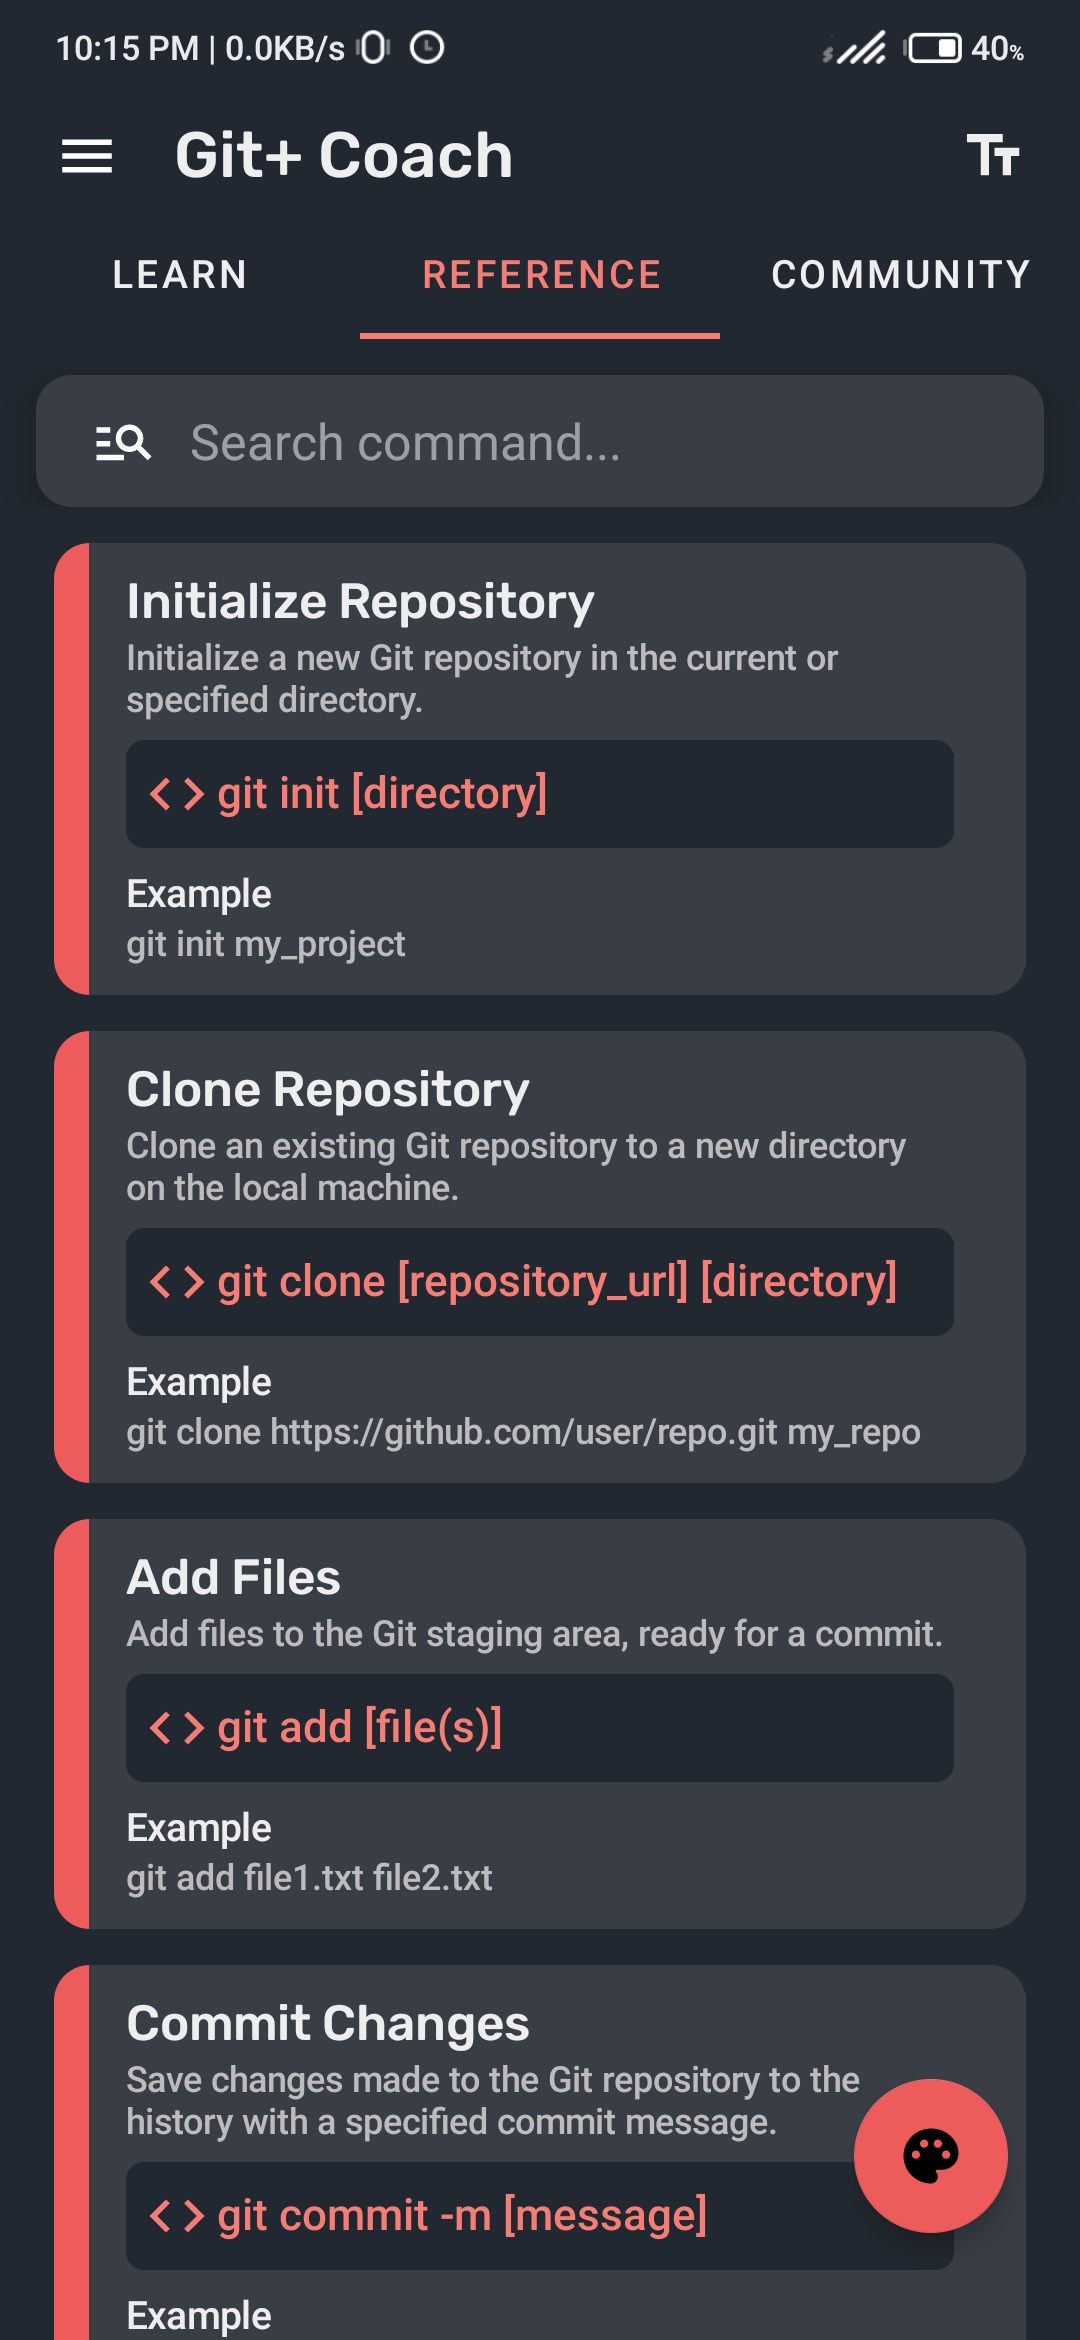 10:15 PM | 0.0KB/s 40%
Git+ Coach
LEARN REFERENCE COMMUNITY
Search command...
Initialize Repository
Initialize a new Git repository in the current or
specified directory.
<> git init [directory]
Example
git init my_project
Clone Repository
Clone an existing Git repository to a new directory
on the local machine.
<> git clone [repository_url] [directory]
Example
git clone https://github.com/user/repo.git my_repo
Add Files
Add files to the Git staging area, ready for a commit.
<> git add [file(s)]
Example
git add file1.txt file2.txt
Commit Changes
Save changes made to the Git repository to the
history with a specified commit message.
<> git commit -m [message]
Example